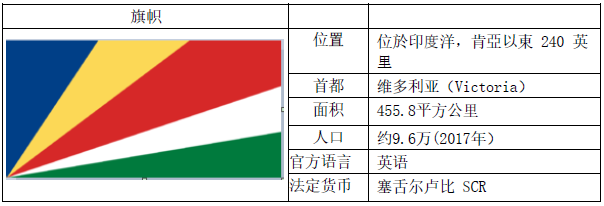 旗帜
位置
位於印度洋，肯亞以東 240 英
里
首都
维多利亚（Victoria）
面积
455.8平方公里
人口
约9.6万(2017年）
官方语言
英语
法定货币
塞舌尔卢比 SCR